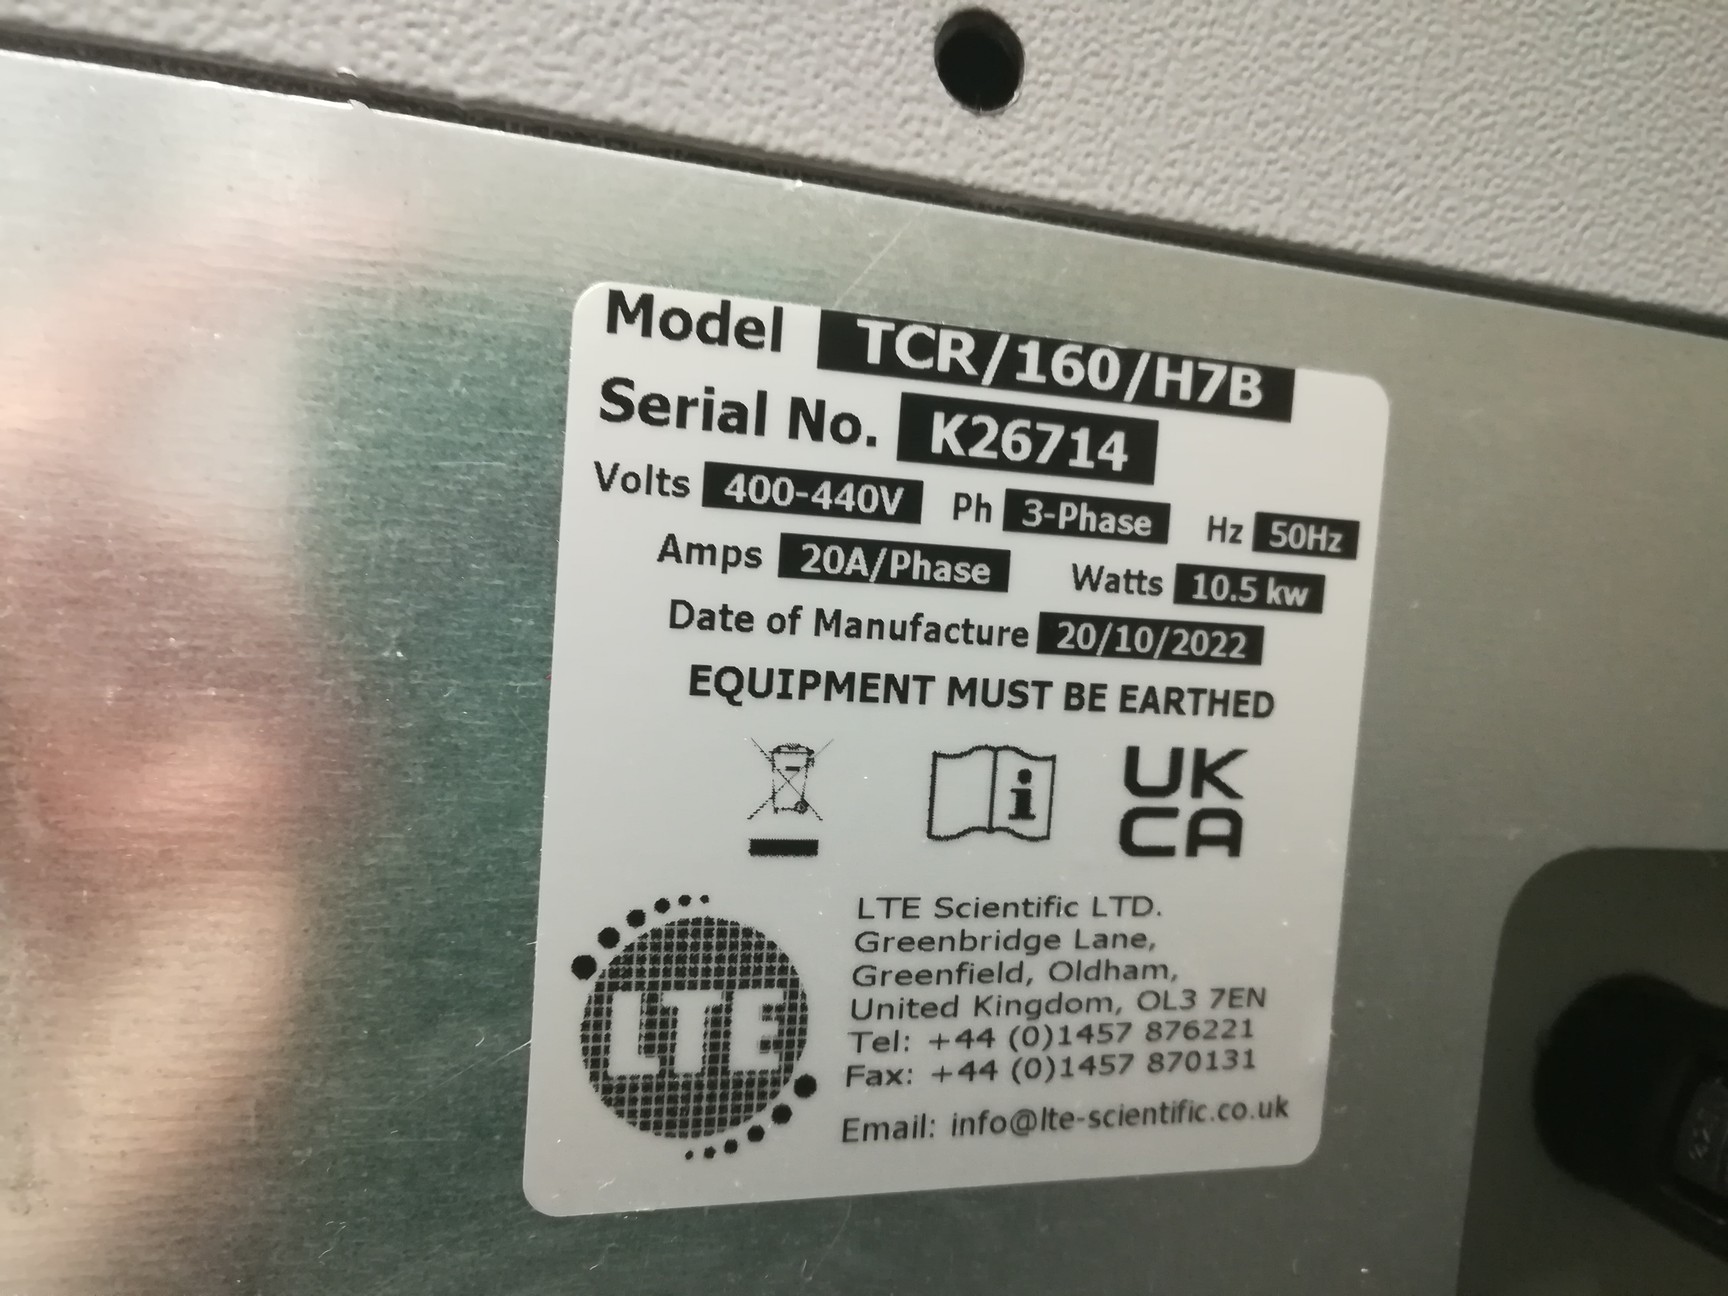 Model TCR/160/H7B
Serial No. K26714
Volts 400-440V Ph 3-Phase Hz 50Hz
Amps 20A/Phase Watts 10.5 kw
Date of Manufacture 20/10/2022
EQUIPMENT MUST BE EARTHED
UK
CA
LTE
LTE Scientific LTD.
Greenbridge Lane,
Greenfield, Oldham,
United Kingdom, OL3 7EN
Tel: +44 (0)1457 876221
Fax: +44 (0)1457 870131
Email: info@lte-scientific.co.uk